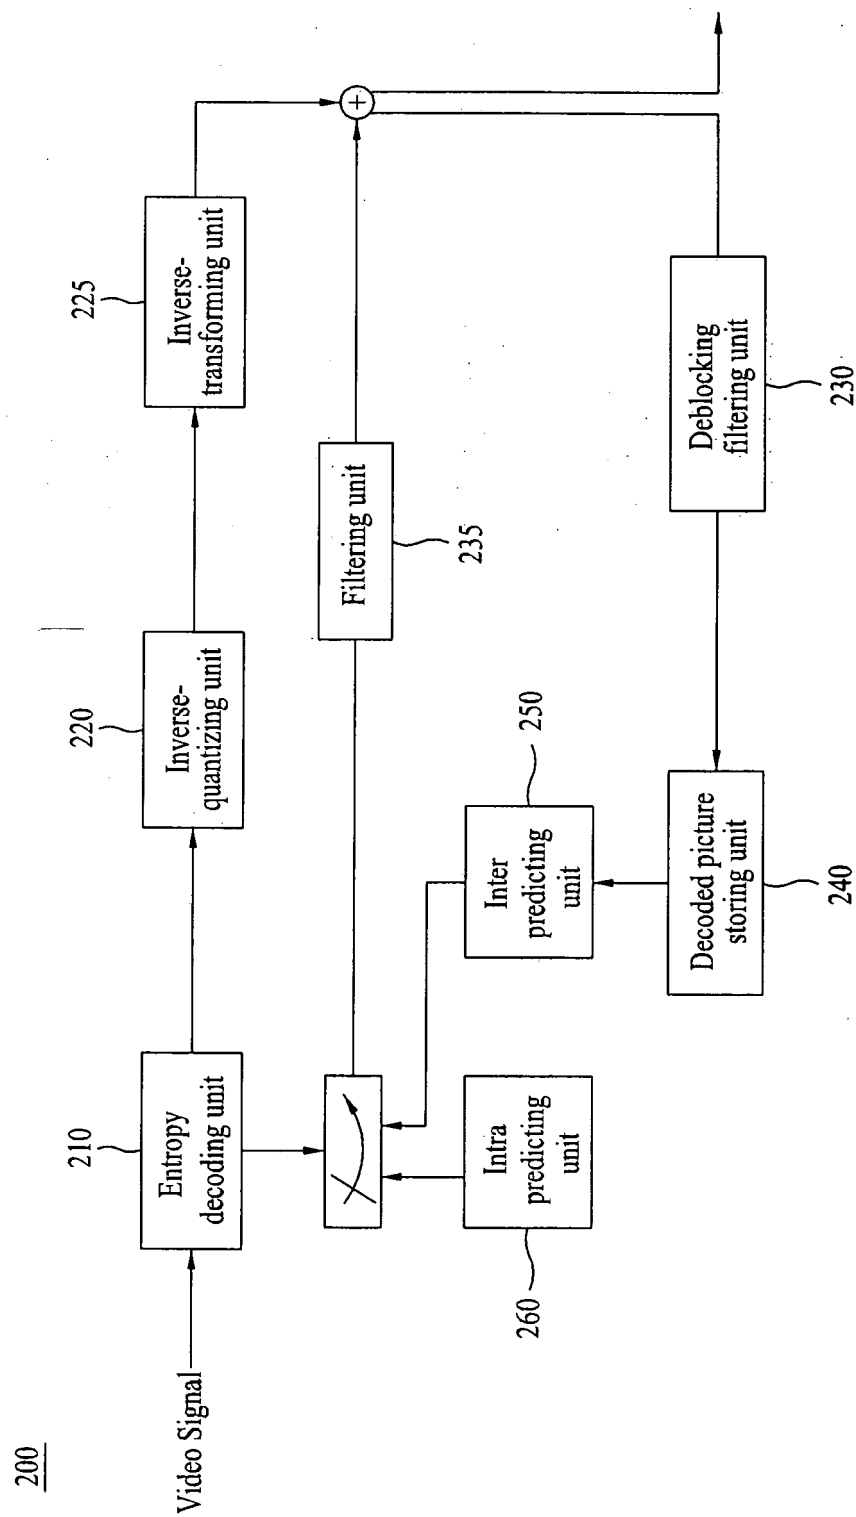 200
Video Signal
210
Entropy
decoding unit
220
Inverse-
quantizing unit
225
Inverse-
transforming unit
+
Filtering unit
235
260
Intra
predicting
unit
250
Inter
predicting
unit
Decoded picture
storing unit
240
Deblocking
filtering unit
230